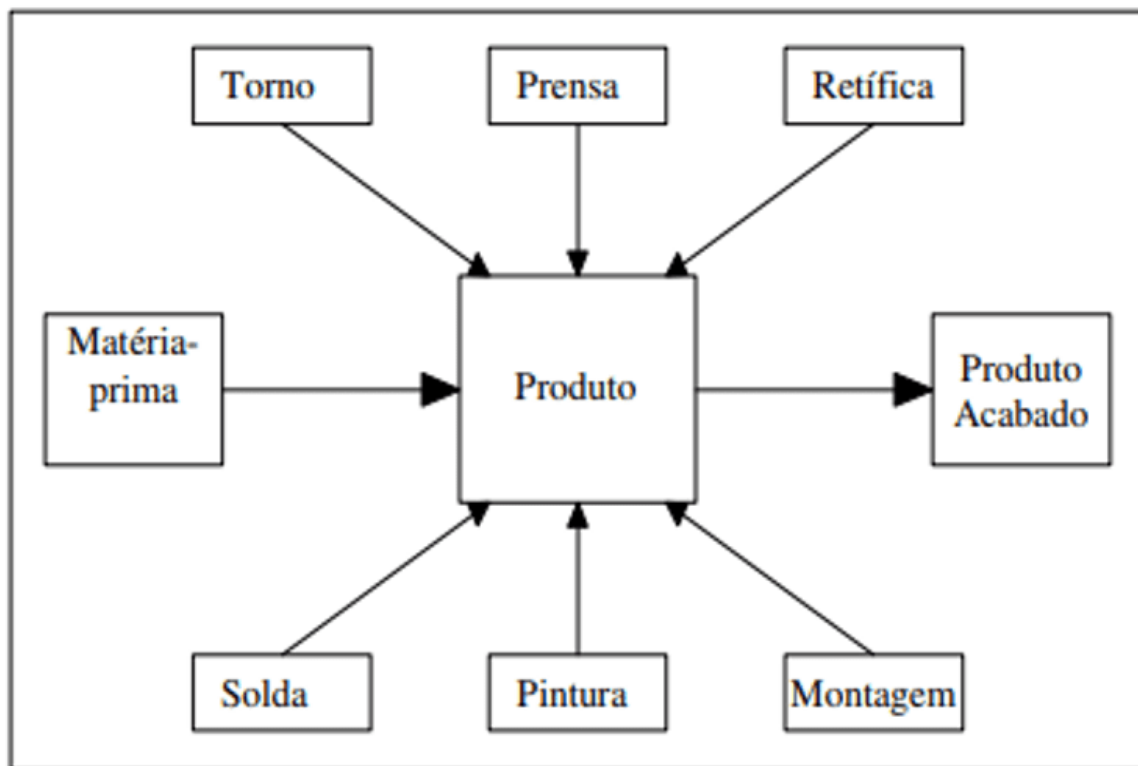 Torno
Prensa
Retífica
Matéria-
prima
Produto
Produto
Acabado
Solda
Pintura
Montagem